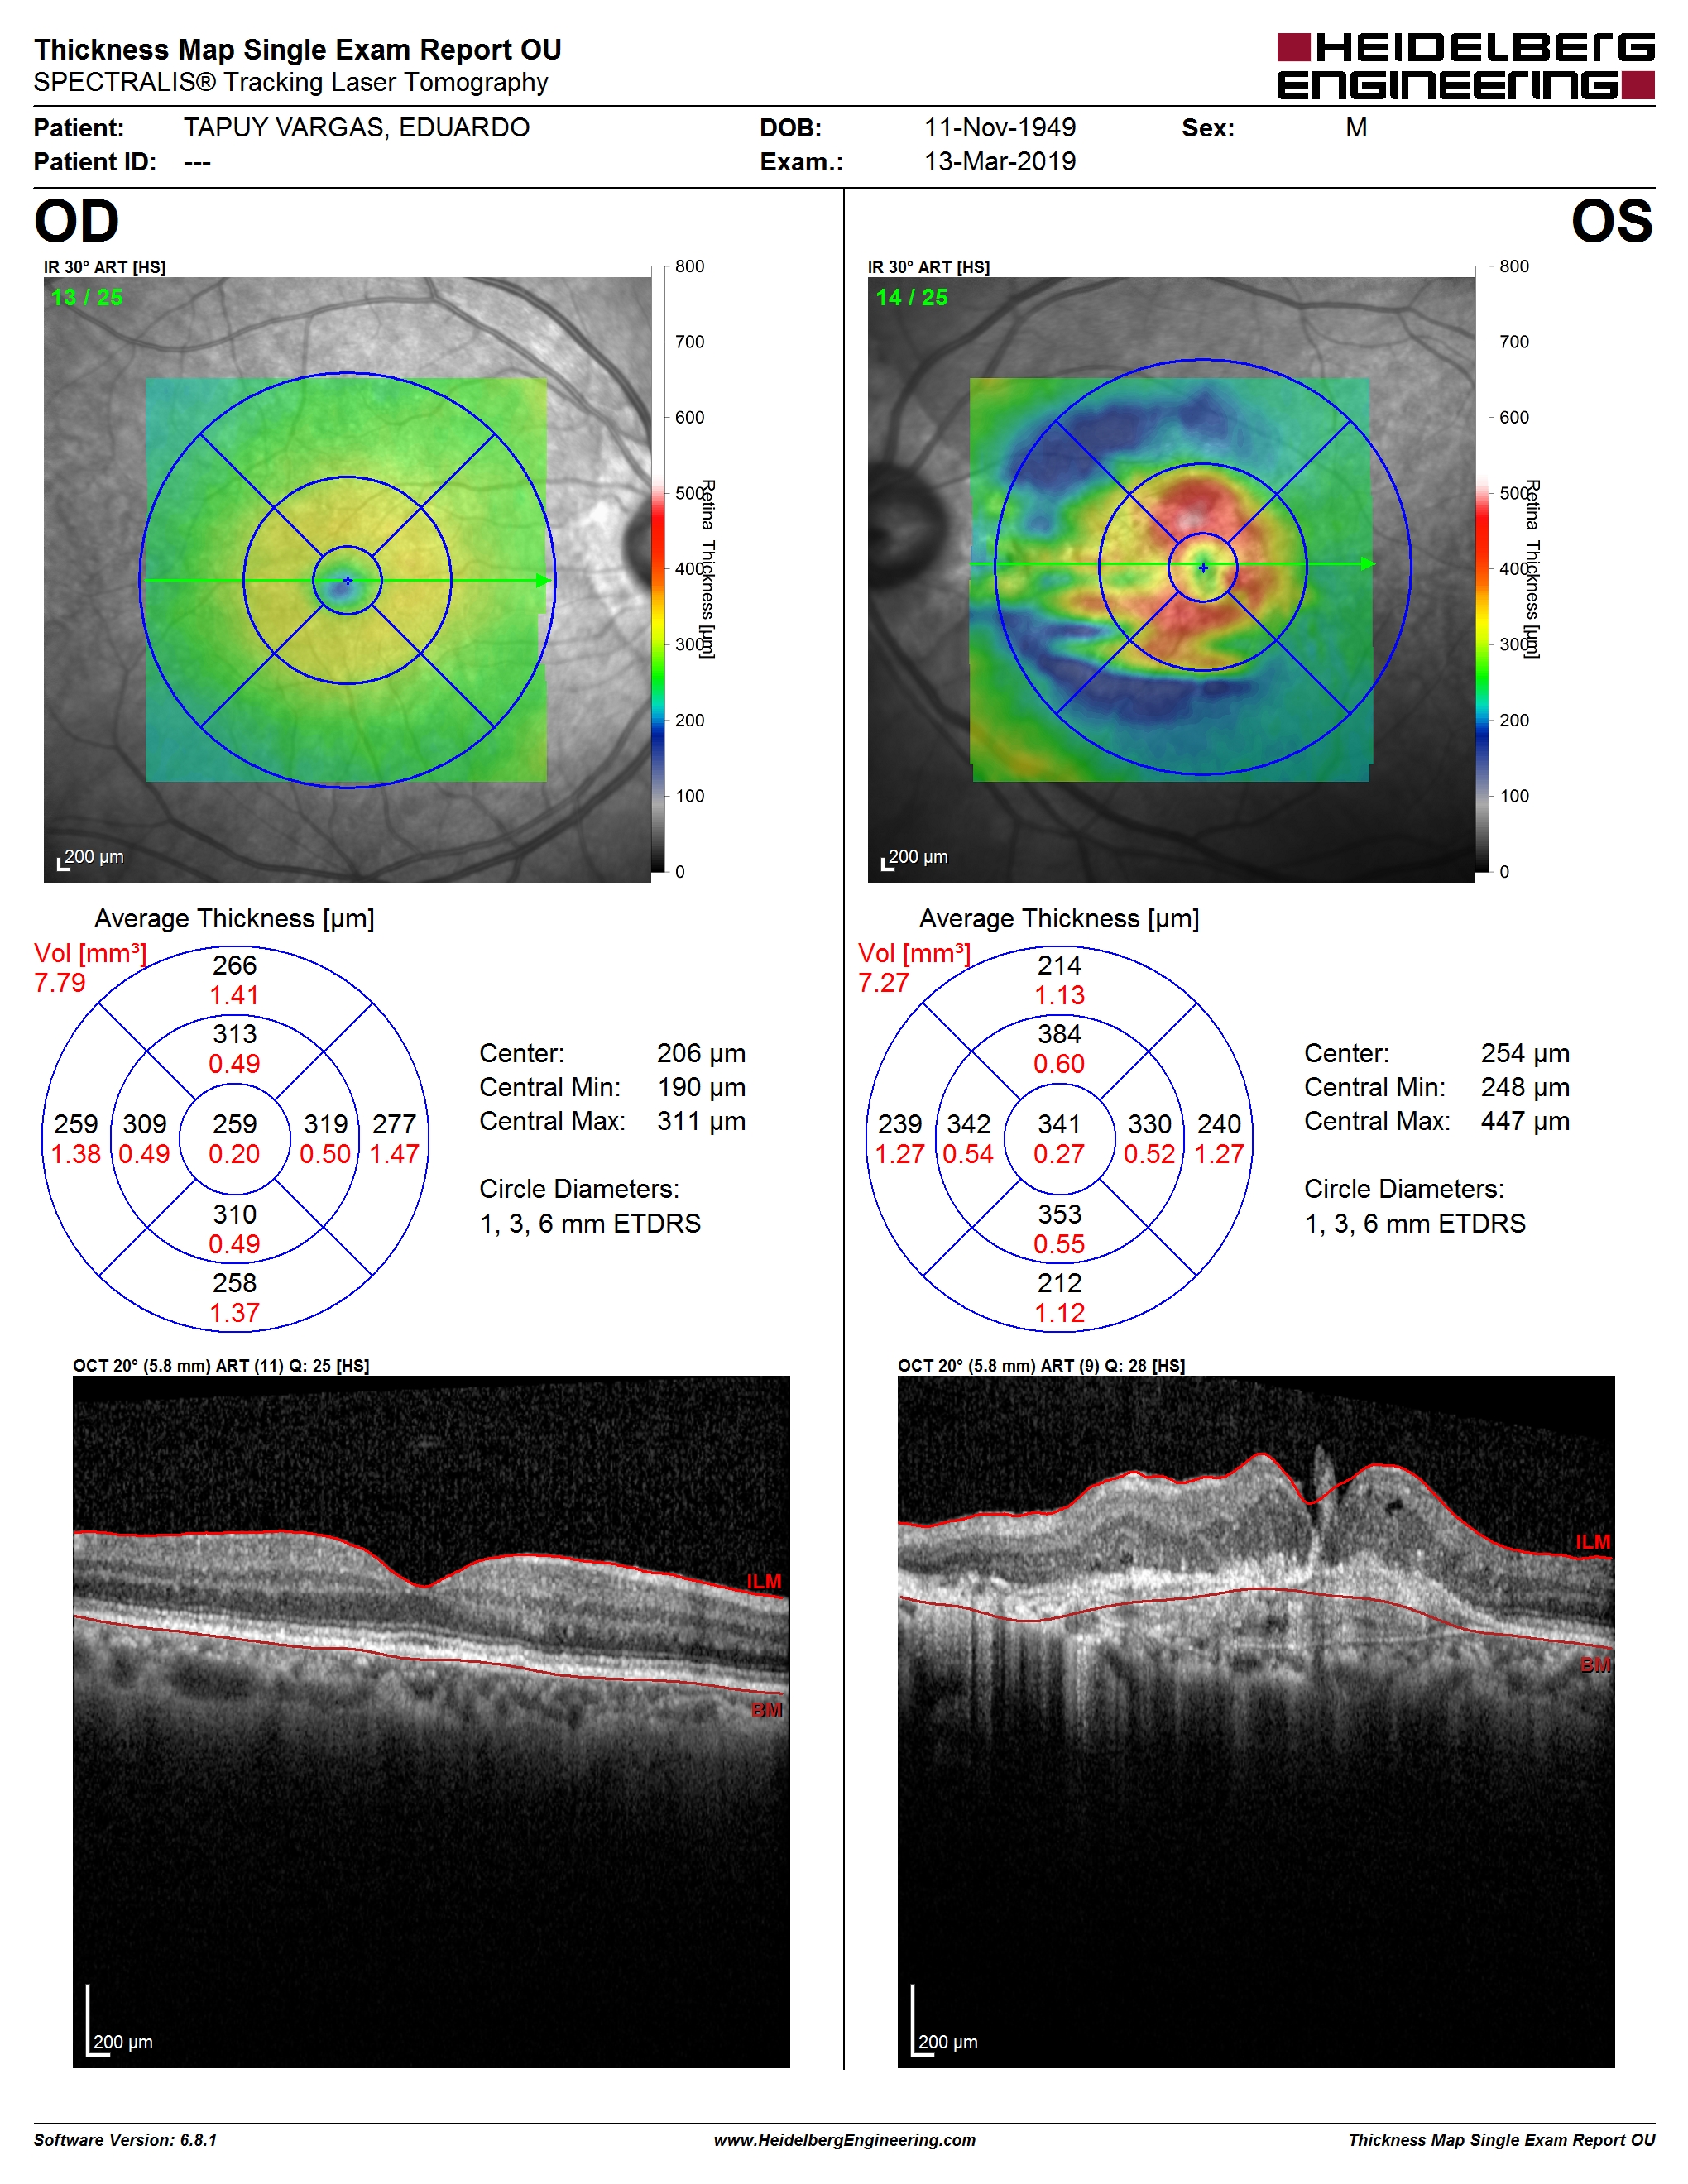 Thickness Map Single Exam Report OU
SPECTRALIS® Tracking Laser Tomography
HEIDELBERG
ENGINEERING
Patient: TAPUY VARGAS, EDUARDO DOB: 11-Nov-1949 Sex: M
Patient ID: --- Exam.: 13-Mar-2019
OD
IR 30° ART [HS]
13 / 25
200 µm
800
700
600
500
400
300
200
100
0
Retina Thickness [µm]
Average Thickness [µm]
Vol [mm³]
7.79
266
1.41
313
0.49
259 309 259 319 277
1.38 0.49 0.20 0.50 1.47
310
0.49
258
1.37
Center: 206 µm
Central Min: 190 µm
Central Max: 311 µm
Circle Diameters:
1, 3, 6 mm ETDRS
OCT 20° (5.8 mm) ART (11) Q: 25 [HS]
ILM
BM
200 µm
OS
IR 30° ART [HS]
14 / 25
200 µm
800
700
600
500
400
300
200
100
0
Retina Thickness [µm]
Average Thickness [µm]
Vol [mm³]
7.27
214
1.13
384
0.60
239 342 341 330 240
1.27 0.54 0.27 0.52 1.27
353
0.55
212
1.12
Center: 254 µm
Central Min: 248 µm
Central Max: 447 µm
Circle Diameters:
1, 3, 6 mm ETDRS
OCT 20° (5.8 mm) ART (9) Q: 28 [HS]
ILM
BM
200 µm
Software Version: 6.8.1 www.HeidelbergEngineering.com Thickness Map Single Exam Report OU